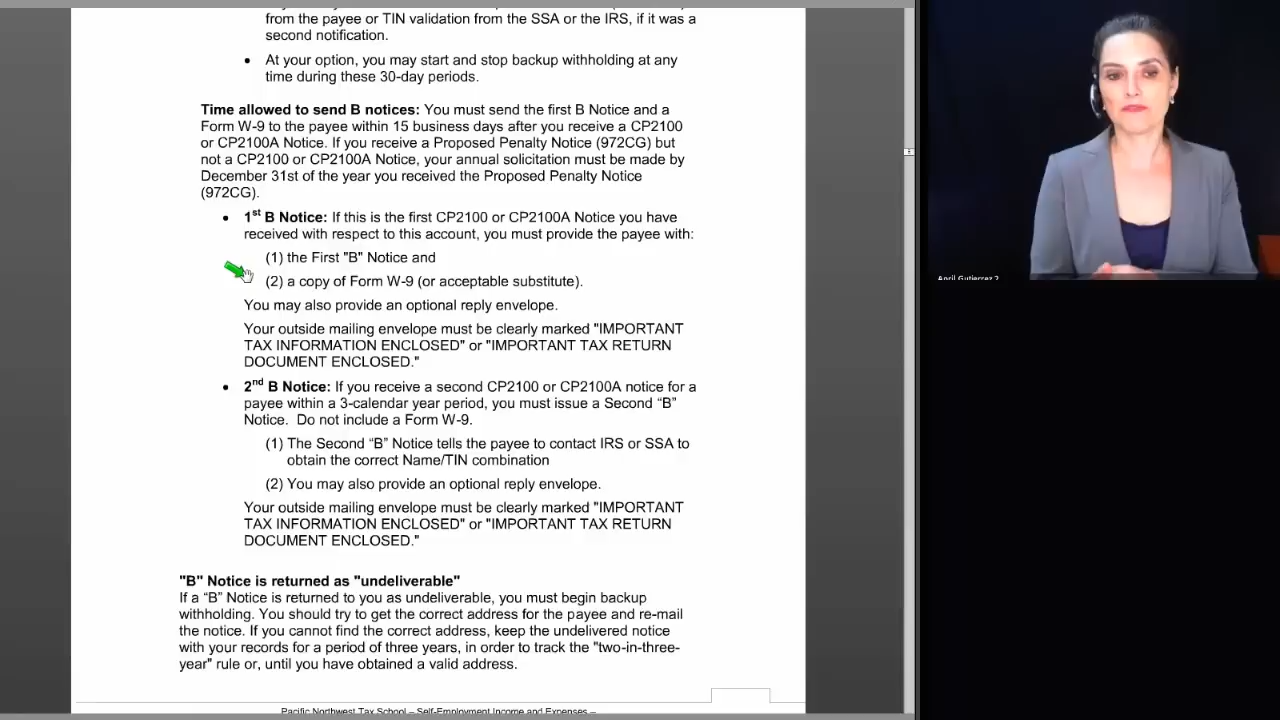 from the payee or TIN validation from the SSA or the IRS, if it was a
second notification.
• At your option, you may start and stop backup withholding at any
time during these 30-day periods.
Time allowed to send B notices: You must send the first B Notice and a
Form W-9 to the payee within 15 business days after you receive a CP2100
or CP2100A Notice. If you receive a Proposed Penalty Notice (972CG) but
not a CP2100 or CP2100A Notice, your annual solicitation must be made by
December 31st of the year you received the Proposed Penalty Notice
(972CG).
• 1st B Notice: If this is the first CP2100 or CP2100A Notice you have
received with respect to this account, you must provide the payee with:
(1) the First "B" Notice and
(2) a copy of Form W-9 (or acceptable substitute).
You may also provide an optional reply envelope.
Your outside mailing envelope must be clearly marked "IMPORTANT
TAX INFORMATION ENCLOSED" or "IMPORTANT TAX RETURN
DOCUMENT ENCLOSED."
• 2nd B Notice: If you receive a second CP2100 or CP2100A notice for a
payee within a 3-calendar year period, you must issue a Second “B”
Notice. Do not include a Form W-9.
(1) The Second “B” Notice tells the payee to contact IRS or SSA to
obtain the correct Name/TIN combination
(2) You may also provide an optional reply envelope.
Your outside mailing envelope must be clearly marked "IMPORTANT
TAX INFORMATION ENCLOSED" or "IMPORTANT TAX RETURN
DOCUMENT ENCLOSED."
"B" Notice is returned as "undeliverable"
If a “B” Notice is returned to you as undeliverable, you must begin backup
withholding. You should try to get the correct address for the payee and re-mail
the notice. If you cannot find the correct address, keep the undelivered notice
with your records for a period of three years, in order to track the "two-in-three-
year" rule or, until you have obtained a valid address.
Pacific Northwest Tax School – Self-Employment Income and Expenses –
April Gutierrez 2